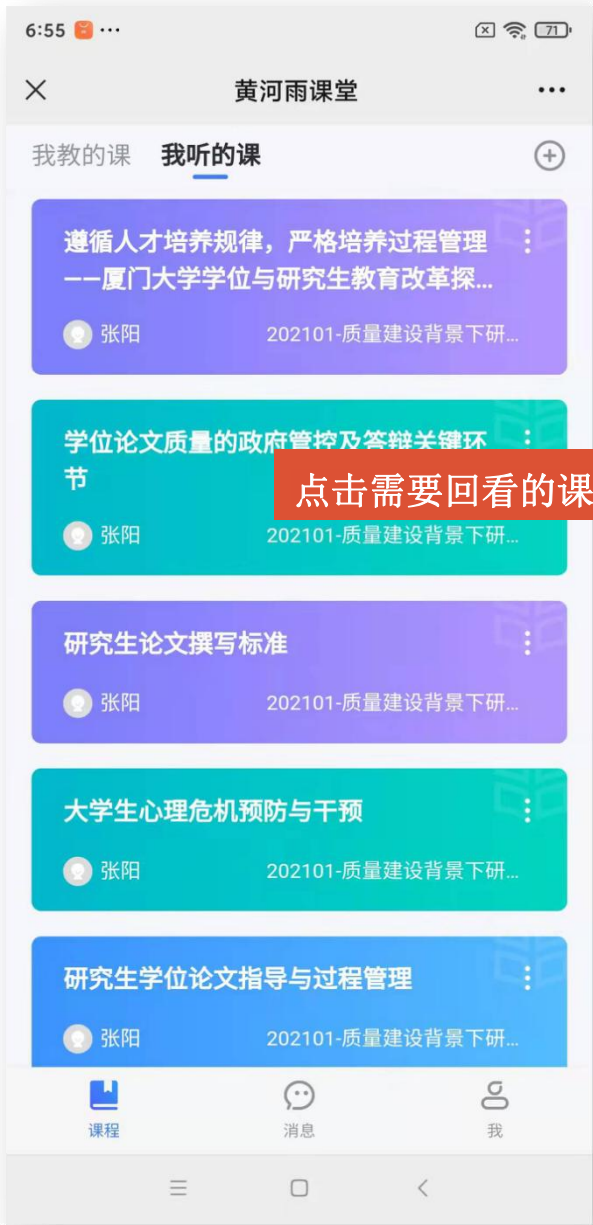 6:55
71
黄河雨课堂
我教的课 我听的课
遵循人才培养规律，严格培养过程管理
——厦门大学学位与研究生教育改革探...
张阳 202101-质量建设背景下研...
学位论文质量的政府管控及答辩关键环
节
点击需要回看的课
张阳 202101-质量建设背景下研...
研究生论文撰写标准
张阳 202101-质量建设背景下研...
大学生心理危机预防与干预
张阳 202101-质量建设背景下研...
研究生学位论文指导与过程管理
张阳 202101-质量建设背景下研...
课程 消息 我